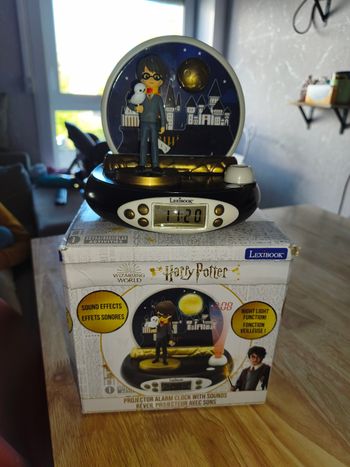 LEXIBOOK
11:20
LEXIBOOK
WIZARDING
WORLD
Harry Potter
SOUND EFFECTS
EFFETS SONORES
NIGHT LIGHT
FUNCTION!
FONCTION
VEILLEUSE !
PROJECTOR ALARM CLOCK WITH SOUNDS
RÉVEIL PROJECTEUR AVEC SONS